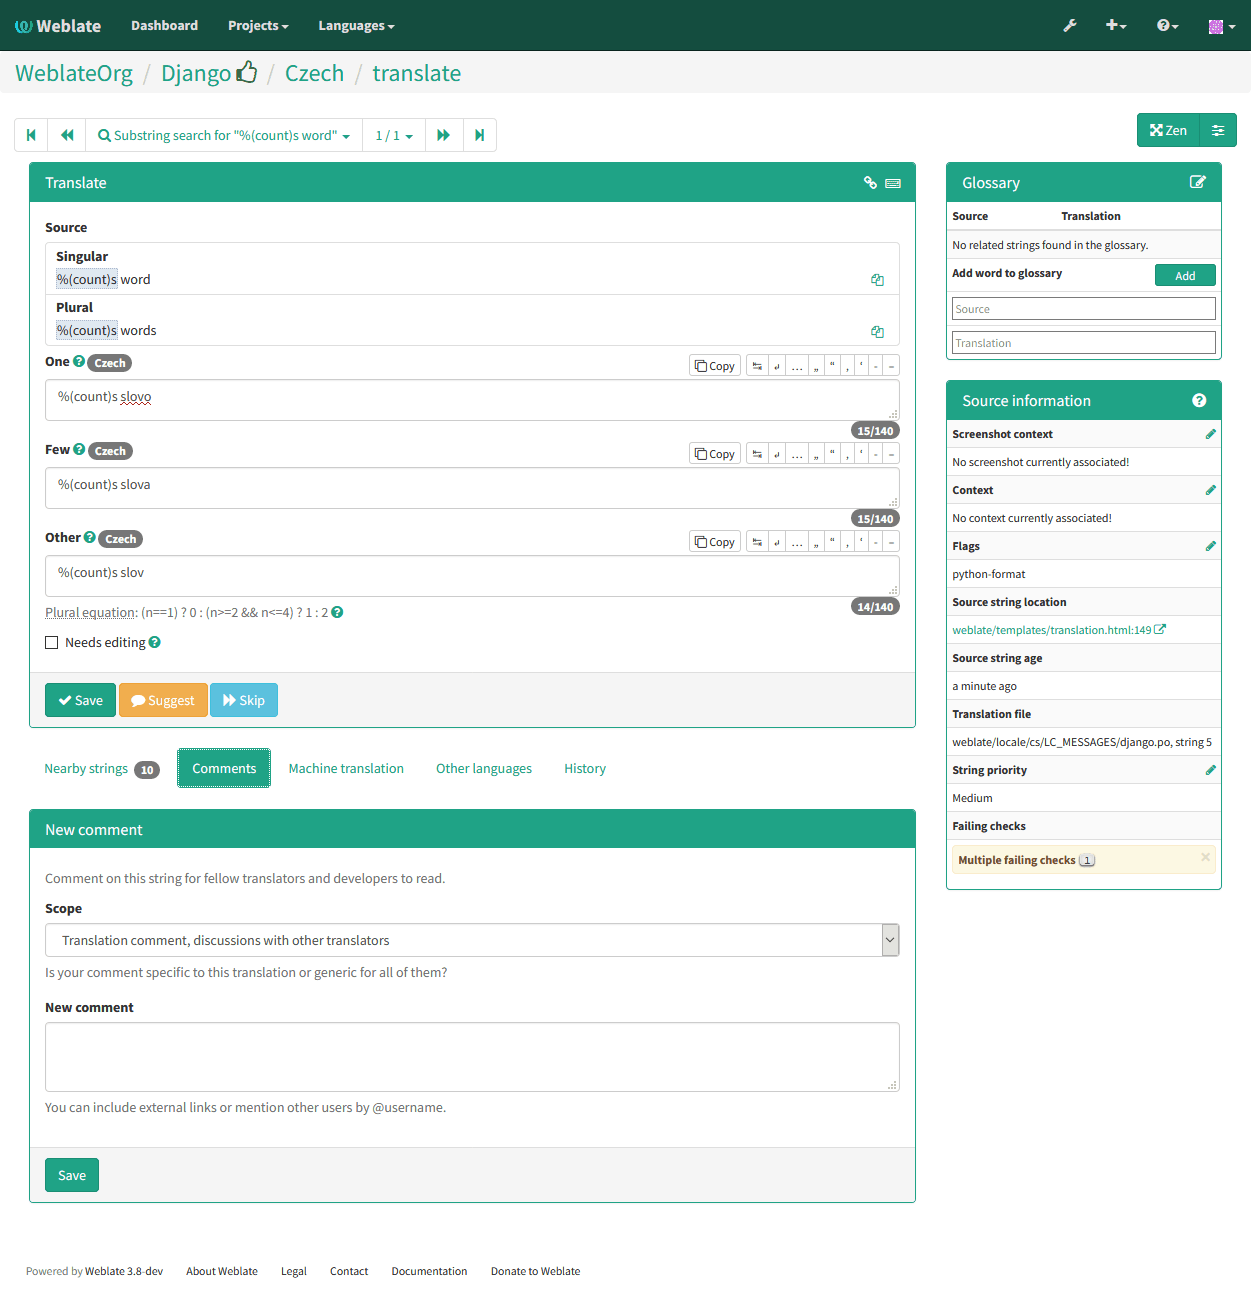 Weblate Dashboard Projects Languages
WeblateOrg / Django / Czech / translate
Substring search for "%(count)s word" 1 / 1
Zen
Translate
Source
Singular
%(count)s word
Plural
%(count)s words
One Czech
Copy … „ “ ‚ ‘ - –
%(count)s slovo
15/140
Few Czech
Copy … „ “ ‚ ‘ - –
%(count)s slova
15/140
Other Czech
Copy … „ “ ‚ ‘ - –
%(count)s slov
14/140
Plural equation: (n==1) ? 0 : (n>=2 && n<=4) ? 1 : 2
Needs editing
Save Suggest Skip
Nearby strings 10 Comments Machine translation Other languages History
New comment
Comment on this string for fellow translators and developers to read.
Scope
Translation comment, discussions with other translators
Is your comment specific to this translation or generic for all of them?
New comment
You can include external links or mention other users by @username.
Save
Glossary
Source Translation
No related strings found in the glossary.
Add word to glossary Add
Source
Translation
Source information
Screenshot context
No screenshot currently associated!
Context
No context currently associated!
Flags
python-format
Source string location
weblate/templates/translation.html:149
Source string age
a minute ago
Translation file
weblate/locale/cs/LC_MESSAGES/django.po, string 5
String priority
Medium
Failing checks
Multiple failing checks 1
Powered by Weblate 3.8-dev About Weblate Legal Contact Documentation Donate to Weblate